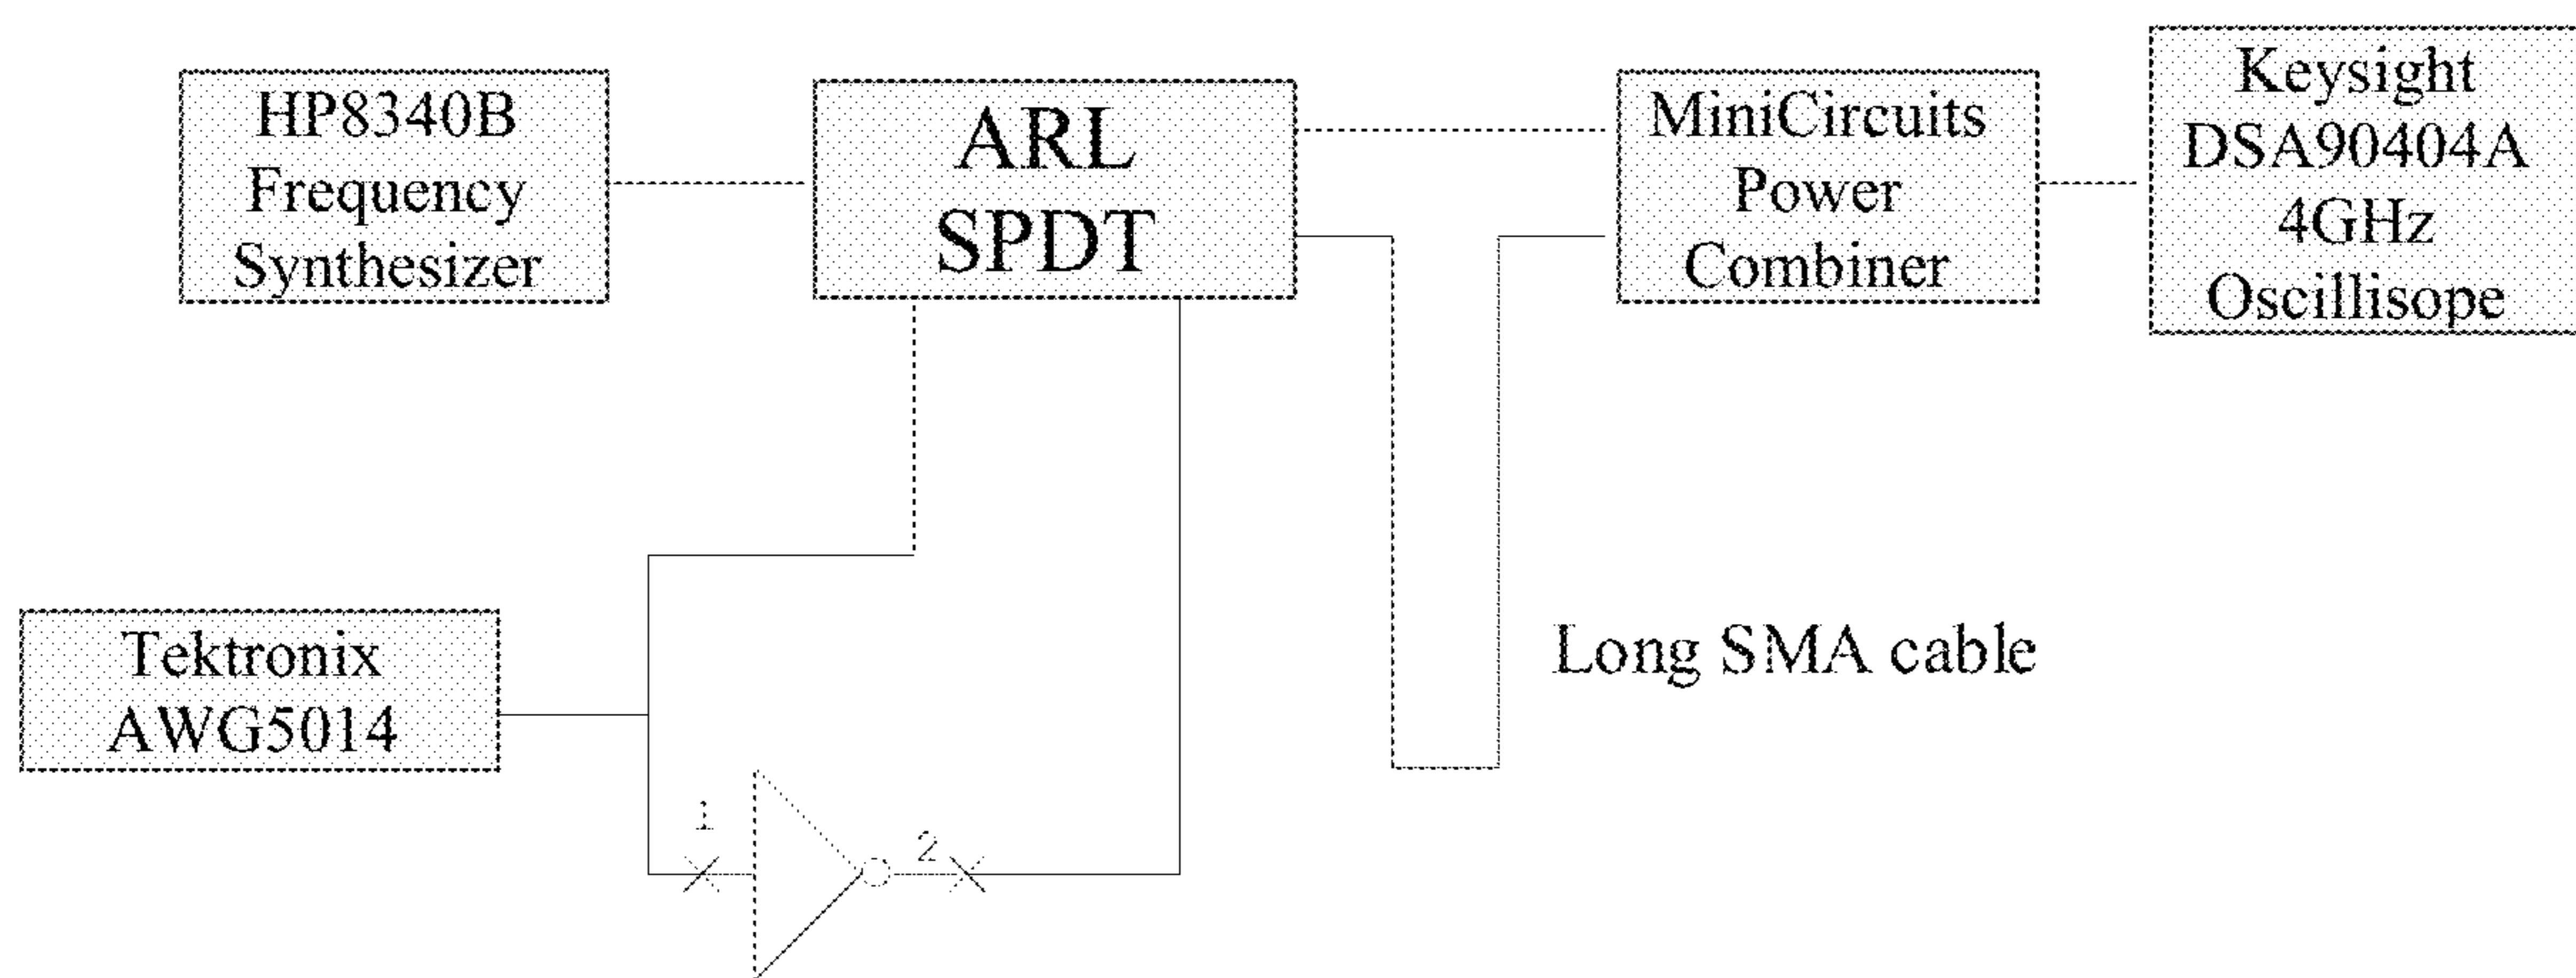 HP8340B
Frequency
Synthesizer
ARL
SPDT
MiniCircuits
Power
Combiner
Keysight
DSA90404A
4GHz
Oscillisope
Tektronix
AWG5014
Long SMA cable
1
2